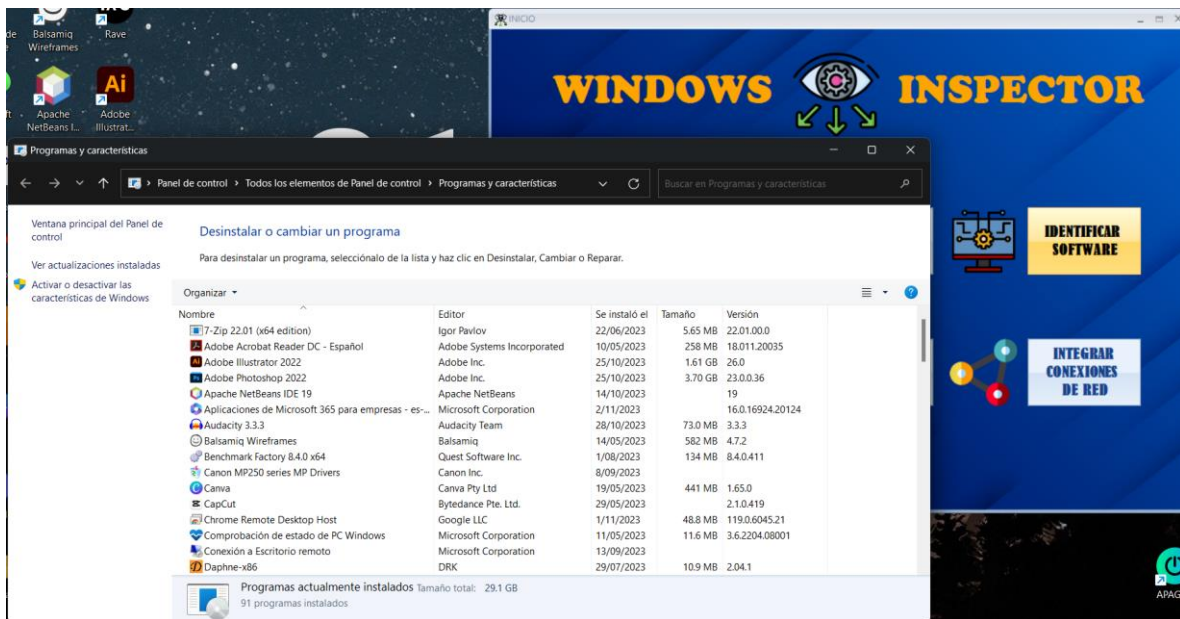 de
Balsamiq
Wireframes
Rave
Apache
NetBeans I...
Ai
Adobe
Illustrat...
INICIO
WINDOWS INSPECTOR
IDENTIFICAR
SOFTWARE
INTEGRAR
CONEXIONES
DE RED
Programas y características
Panel de control > Todos los elementos de Panel de control > Programas y características
Buscar en Programas y características
Ventana principal del Panel de
control
Ver actualizaciones instaladas
Activar o desactivar las
características de Windows
Desinstalar o cambiar un programa
Para desinstalar un programa, selecciónalo de la lista y haz clic en Desinstalar, Cambiar o Reparar.
Organizar
Nombre Editor Se instaló el Tamaño Versión
7-Zip 22.01 (x64 edition) Igor Pavlov 22/06/2023 5.65 MB 22.01.00.0
Adobe Acrobat Reader DC - Español Adobe Systems Incorporated 10/05/2023 258 MB 18.011.20035
Adobe Illustrator 2022 Adobe Inc. 25/10/2023 1.61 GB 26.0
Adobe Photoshop 2022 Adobe Inc. 25/10/2023 3.70 GB 23.0.0.36
Apache NetBeans IDE 19 Apache NetBeans 14/10/2023 19
Aplicaciones de Microsoft 365 para empresas - es-... Microsoft Corporation 2/11/2023 16.0.16924.20124
Audacity 3.3.3 Audacity Team 28/10/2023 73.0 MB 3.3.3
Balsamiq Wireframes Balsamiq 14/05/2023 582 MB 4.7.2
Benchmark Factory 8.4.0 x64 Quest Software Inc. 1/08/2023 134 MB 8.4.0.411
Canon MP250 series MP Drivers Canon Inc. 8/09/2023
Canva Canva Pty Ltd 19/05/2023 441 MB 1.65.0
CapCut Bytedance Pte. Ltd. 29/05/2023 2.1.0.419
Chrome Remote Desktop Host Google LLC 1/11/2023 48.8 MB 119.0.6045.21
Comprobación de estado de PC Windows Microsoft Corporation 11/05/2023 11.6 MB 3.6.2204.08001
Conexión a Escritorio remoto Microsoft Corporation 13/09/2023
Daphne-x86 DRK 29/07/2023 10.9 MB 2.04.1
Programas actualmente instalados Tamaño total: 29.1 GB
91 programas instalados
APAG